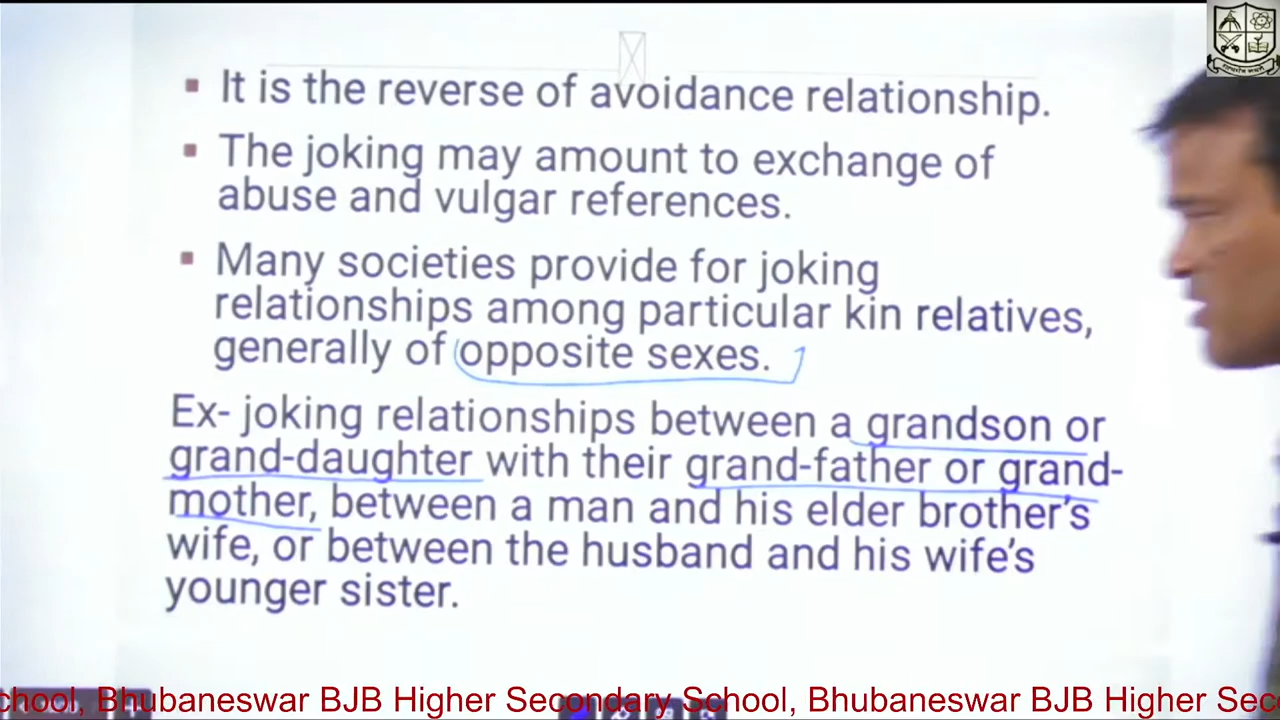 It is the reverse of avoidance relationship.
The joking may amount to exchange of
abuse and vulgar references.
Many societies provide for joking
relationships among particular kin relatives,
generally of opposite sexes.
Ex- joking relationships between a grandson or
grand-daughter with their grand-father or grand-
mother, between a man and his elder brother's
wife, or between the husband and his wife's
younger sister.
chool, Bhubaneswar BJB Higher Secondary School, Bhubaneswar BJB Higher Sec